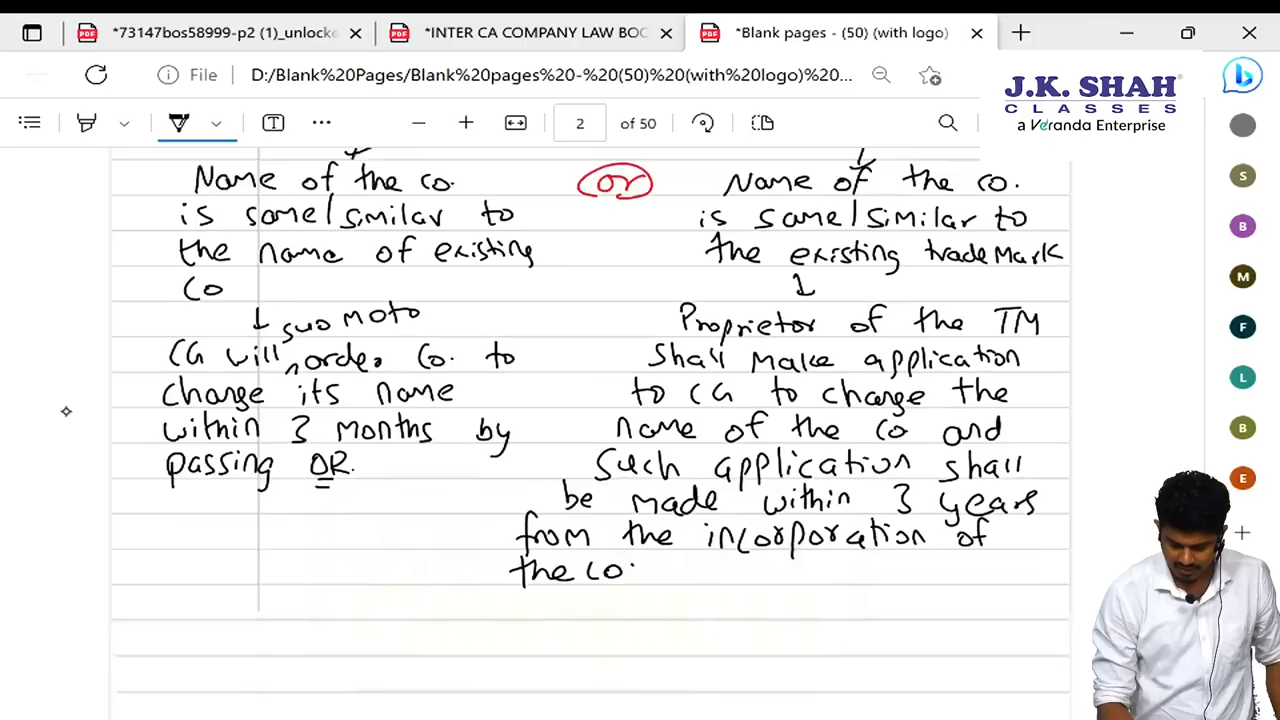 *73147bos58999-p2 (1)_unlocke
*INTER CA COMPANY LAW BOC
*Blank pages - (50) (with logo)
File
D:/Blank%20Pages/Blank%20pages%20-%20(50)%20(with%20logo)%20...
J.K. SHAH
CLASSES
a Veranda Enterprise
2 of 50
Name of the co.
is same/similar to
the name of existing
Co
↓ suo moto
CG will order Co. to
change its name
within 3 months by
passing OR.
or
Name of the co.
is same/similar to
the existing trade Mark
↓
Proprietor of the TM
shall make application
to CG to change the
name of the co and
such application shall
be made within 3 years
from the incorporation of
the co.
S
B
M
F
L
B
E